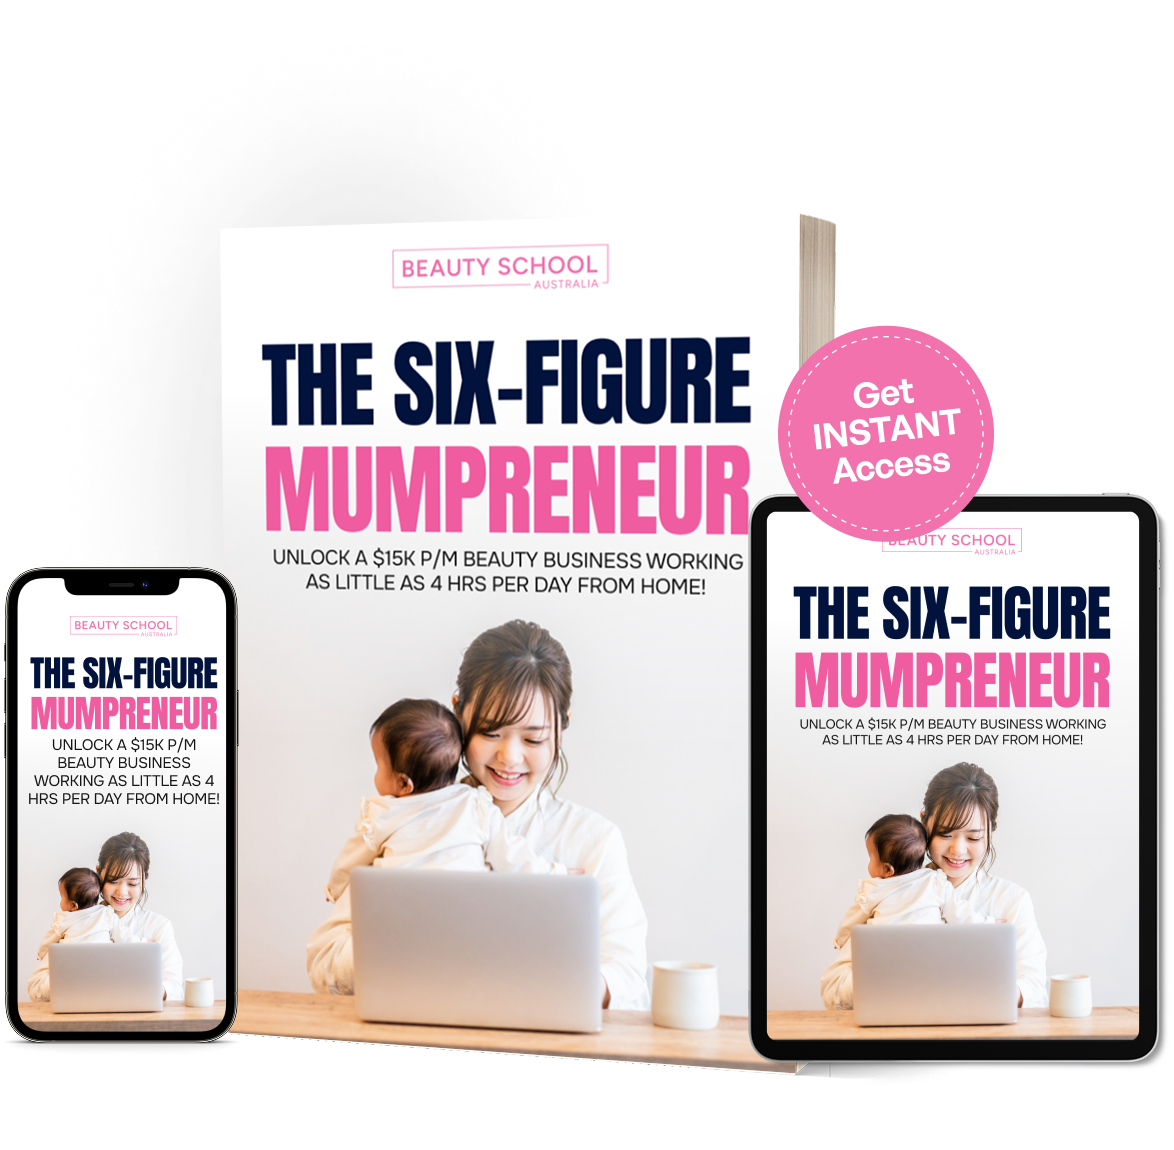 BEAUTY SCHOOL
AUSTRALIA
THE SIX-FIGURE
MUMPRENEUR
UNLOCK A $15K P/M BEAUTY BUSINESS WORKING
AS LITTLE AS 4 HRS PER DAY FROM HOME!
Get
INSTANT
Access
BEAUTY SCHOOL
AUSTRALIA
THE SIX-FIGURE
MUMPRENEUR
UNLOCK A $15K P/M
BEAUTY BUSINESS
WORKING AS LITTLE AS 4
HRS PER DAY FROM HOME!
BEAUTY SCHOOL
AUSTRALIA
THE SIX-FIGURE
MUMPRENEUR
UNLOCK A $15K P/M BEAUTY BUSINESS WORKING
AS LITTLE AS 4 HRS PER DAY FROM HOME!